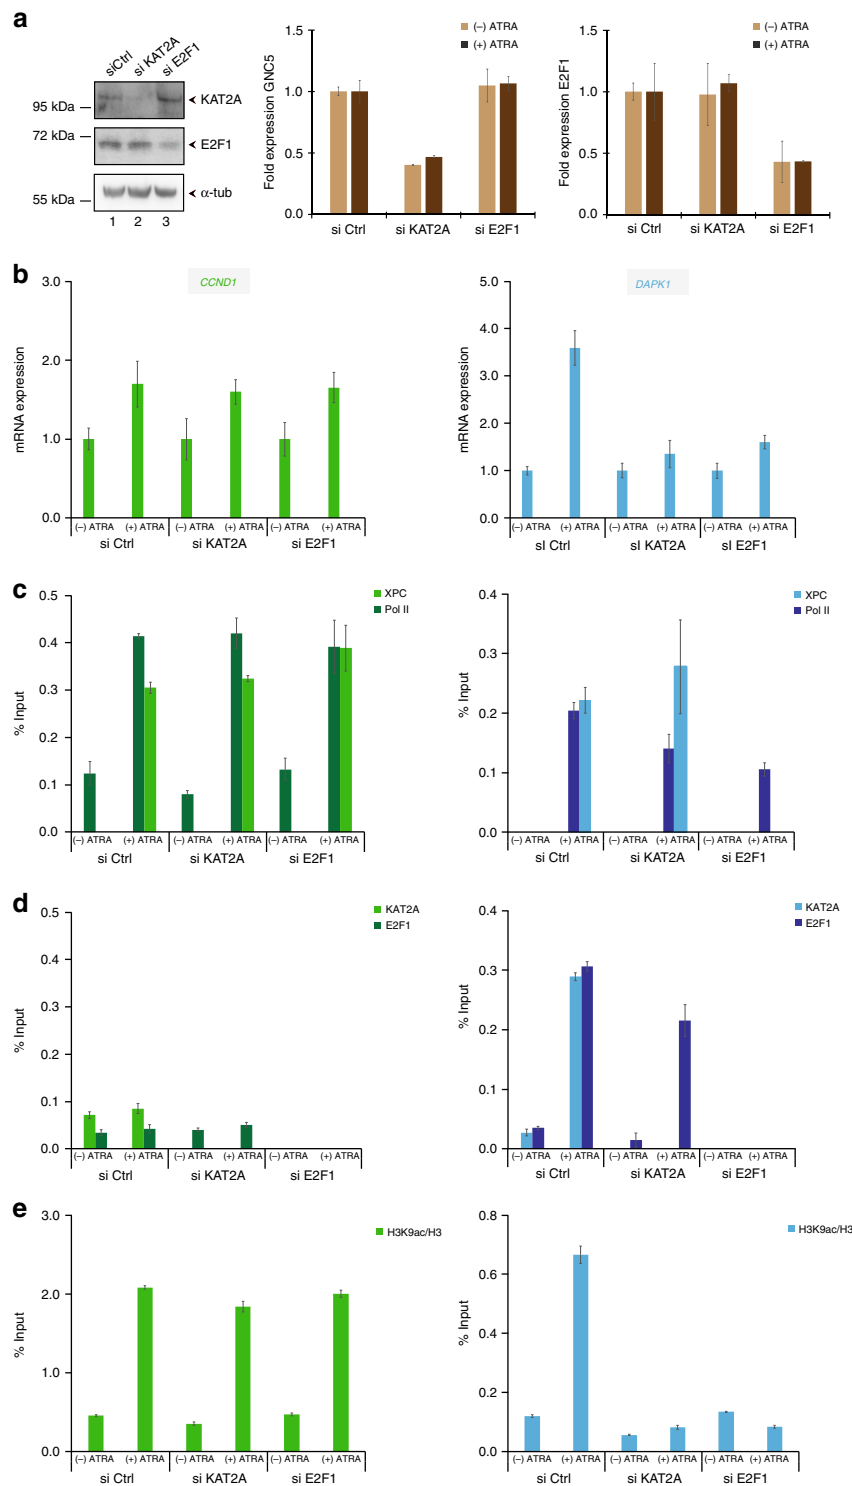 a
siCtrl
si KAT2A
si E2F1
95 kDa
KAT2A
72 kDa
E2F1
55 kDa
α-tub
1 2 3
(–) ATRA
(+) ATRA
Fold expression GNC5
1.5
1.0
0.5
0.0
si Ctrl si KAT2A si E2F1
(–) ATRA
(+) ATRA
Fold expression E2F1
1.5
1.0
0.5
0.0
si Ctrl si KAT2A si E2F1
b
CCND1
mRNA expression
3.0
2.0
1.0
0.0
(–) ATRA (+) ATRA (–) ATRA (+) ATRA (–) ATRA (+) ATRA
si Ctrl si KAT2A si E2F1
DAPK1
mRNA expression
5.0
4.0
3.0
2.0
1.0
0.0
(–) ATRA (+) ATRA (–) ATRA (+) ATRA (–) ATRA (+) ATRA
sI Ctrl sI KAT2A sI E2F1
c
XPC
Pol II
% Input
0.5
0.4
0.3
0.2
0.1
0.0
(–) ATRA (+) ATRA (–) ATRA (+) ATRA (–) ATRA (+) ATRA
si Ctrl si KAT2A si E2F1
XPC
Pol II
% Input
0.4
0.3
0.2
0.1
0.0
(–) ATRA (+) ATRA (–) ATRA (+) ATRA (–) ATRA (+) ATRA
si Ctrl si KAT2A si E2F1
d
KAT2A
E2F1
% Input
0.5
0.4
0.3
0.2
0.1
0.0
(–) ATRA (+) ATRA (–) ATRA (+) ATRA (–) ATRA (+) ATRA
si Ctrl si KAT2A si E2F1
KAT2A
E2F1
% Input
0.4
0.3
0.2
0.1
0.0
(–) ATRA (+) ATRA (–) ATRA (+) ATRA (–) ATRA (+) ATRA
si Ctrl si KAT2A si E2F1
e
H3K9ac/H3
% Input
3.0
2.0
1.0
0.0
(–) ATRA (+) ATRA (–) ATRA (+) ATRA (–) ATRA (+) ATRA
si Ctrl si KAT2A si E2F1
H3K9ac/H3
% Input
0.8
0.6
0.4
0.2
0.0
(–) ATRA (+) ATRA (–) ATRA (+) ATRA (–) ATRA (+) ATRA
si Ctrl si KAT2A si E2F1